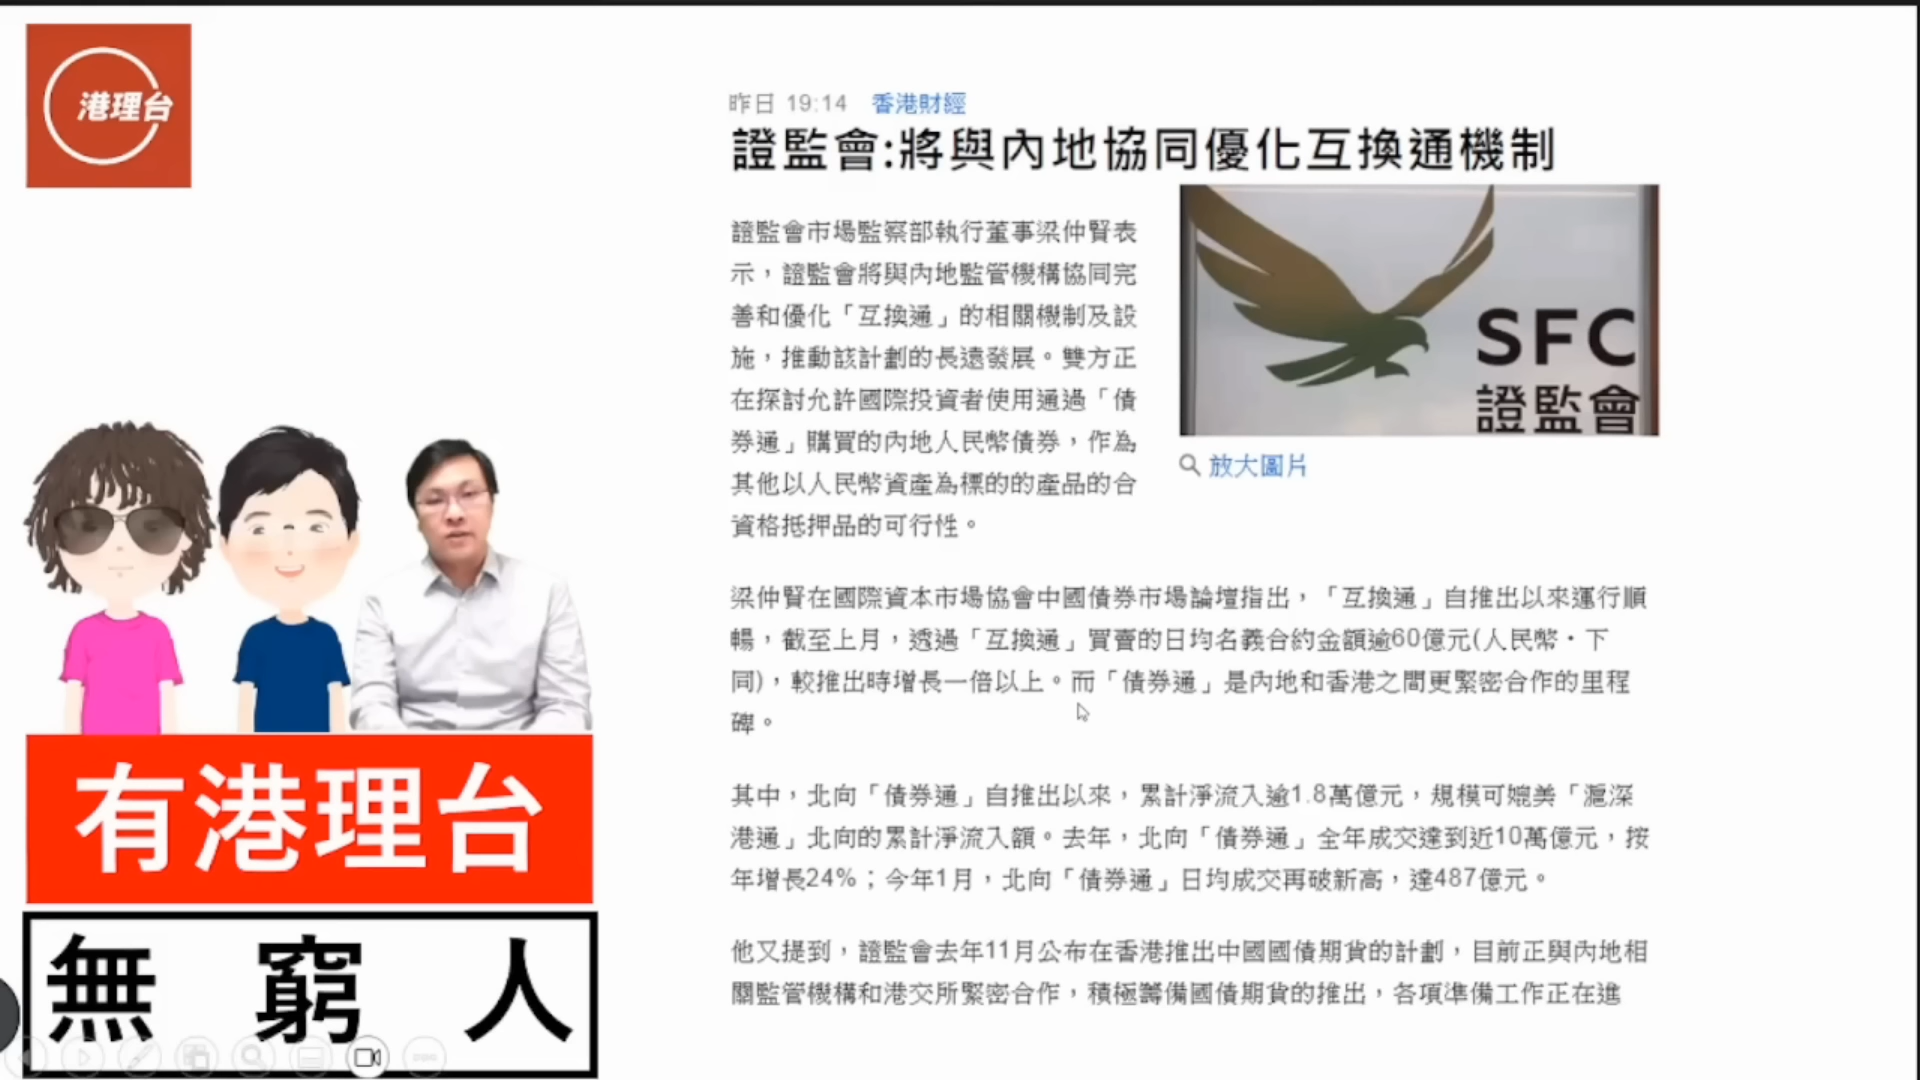 港理台
昨日 19:14 香港財經
證監會:將與內地協同優化互換通機制
證監會市場監察部執行董事梁仲賢表
示，證監會將與內地監管機構協同完
善和優化「互換通」的相關機制及設
施，推動該計劃的長遠發展。雙方正
在探討允許國際投資者使用通過「債
券通」購買的內地人民幣債券，作為
其他以人民幣資產為標的的產品的合
資格抵押品的可行性。
SFC
證監會
放大圖片
梁仲賢在國際資本市場協會中國債券市場論壇指出，「互換通」自推出以來運行順
暢，截至上月，透過「互換通」買賣的日均名義合約金額逾60億元(人民幣・下
同)，較推出時增長一倍以上。而「債券通」是內地和香港之間更緊密合作的里程
碑。
其中，北向「債券通」自推出以來，累計淨流入逾1.8萬億元，規模可媲美「滬深
港通」北向的累計淨流入額。去年，北向「債券通」全年成交達到近10萬億元，按
年增長24%；今年1月，北向「債券通」日均成交再破新高，達487億元。
他又提到，證監會去年11月公布在香港推出中國國債期貨的計劃，目前正與內地相
關監管機構和港交所緊密合作，積極籌備國債期貨的推出，各項準備工作正在進
有港理台
無窮人